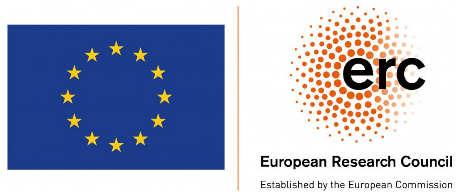 erc
European Research Council
Established by the European Commission